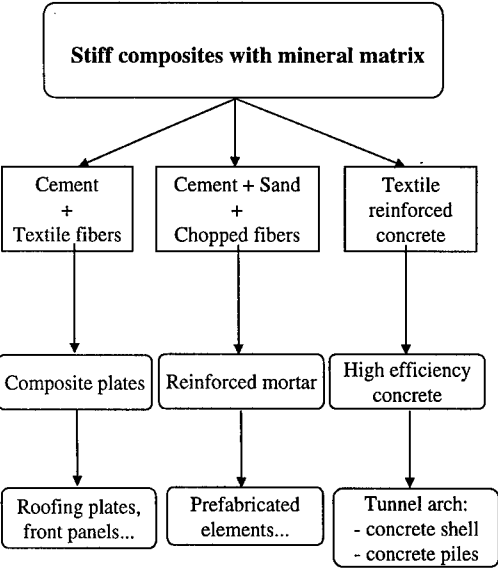 Stiff composites with mineral matrix
Cement
+
Textile fibers
Cement + Sand
+
Chopped fibers
Textile
reinforced
concrete
Composite plates
Reinforced mortar
High efficiency
concrete
Roofing plates,
front panels...
Prefabricated
elements...
Tunnel arch:
- concrete shell
- concrete piles